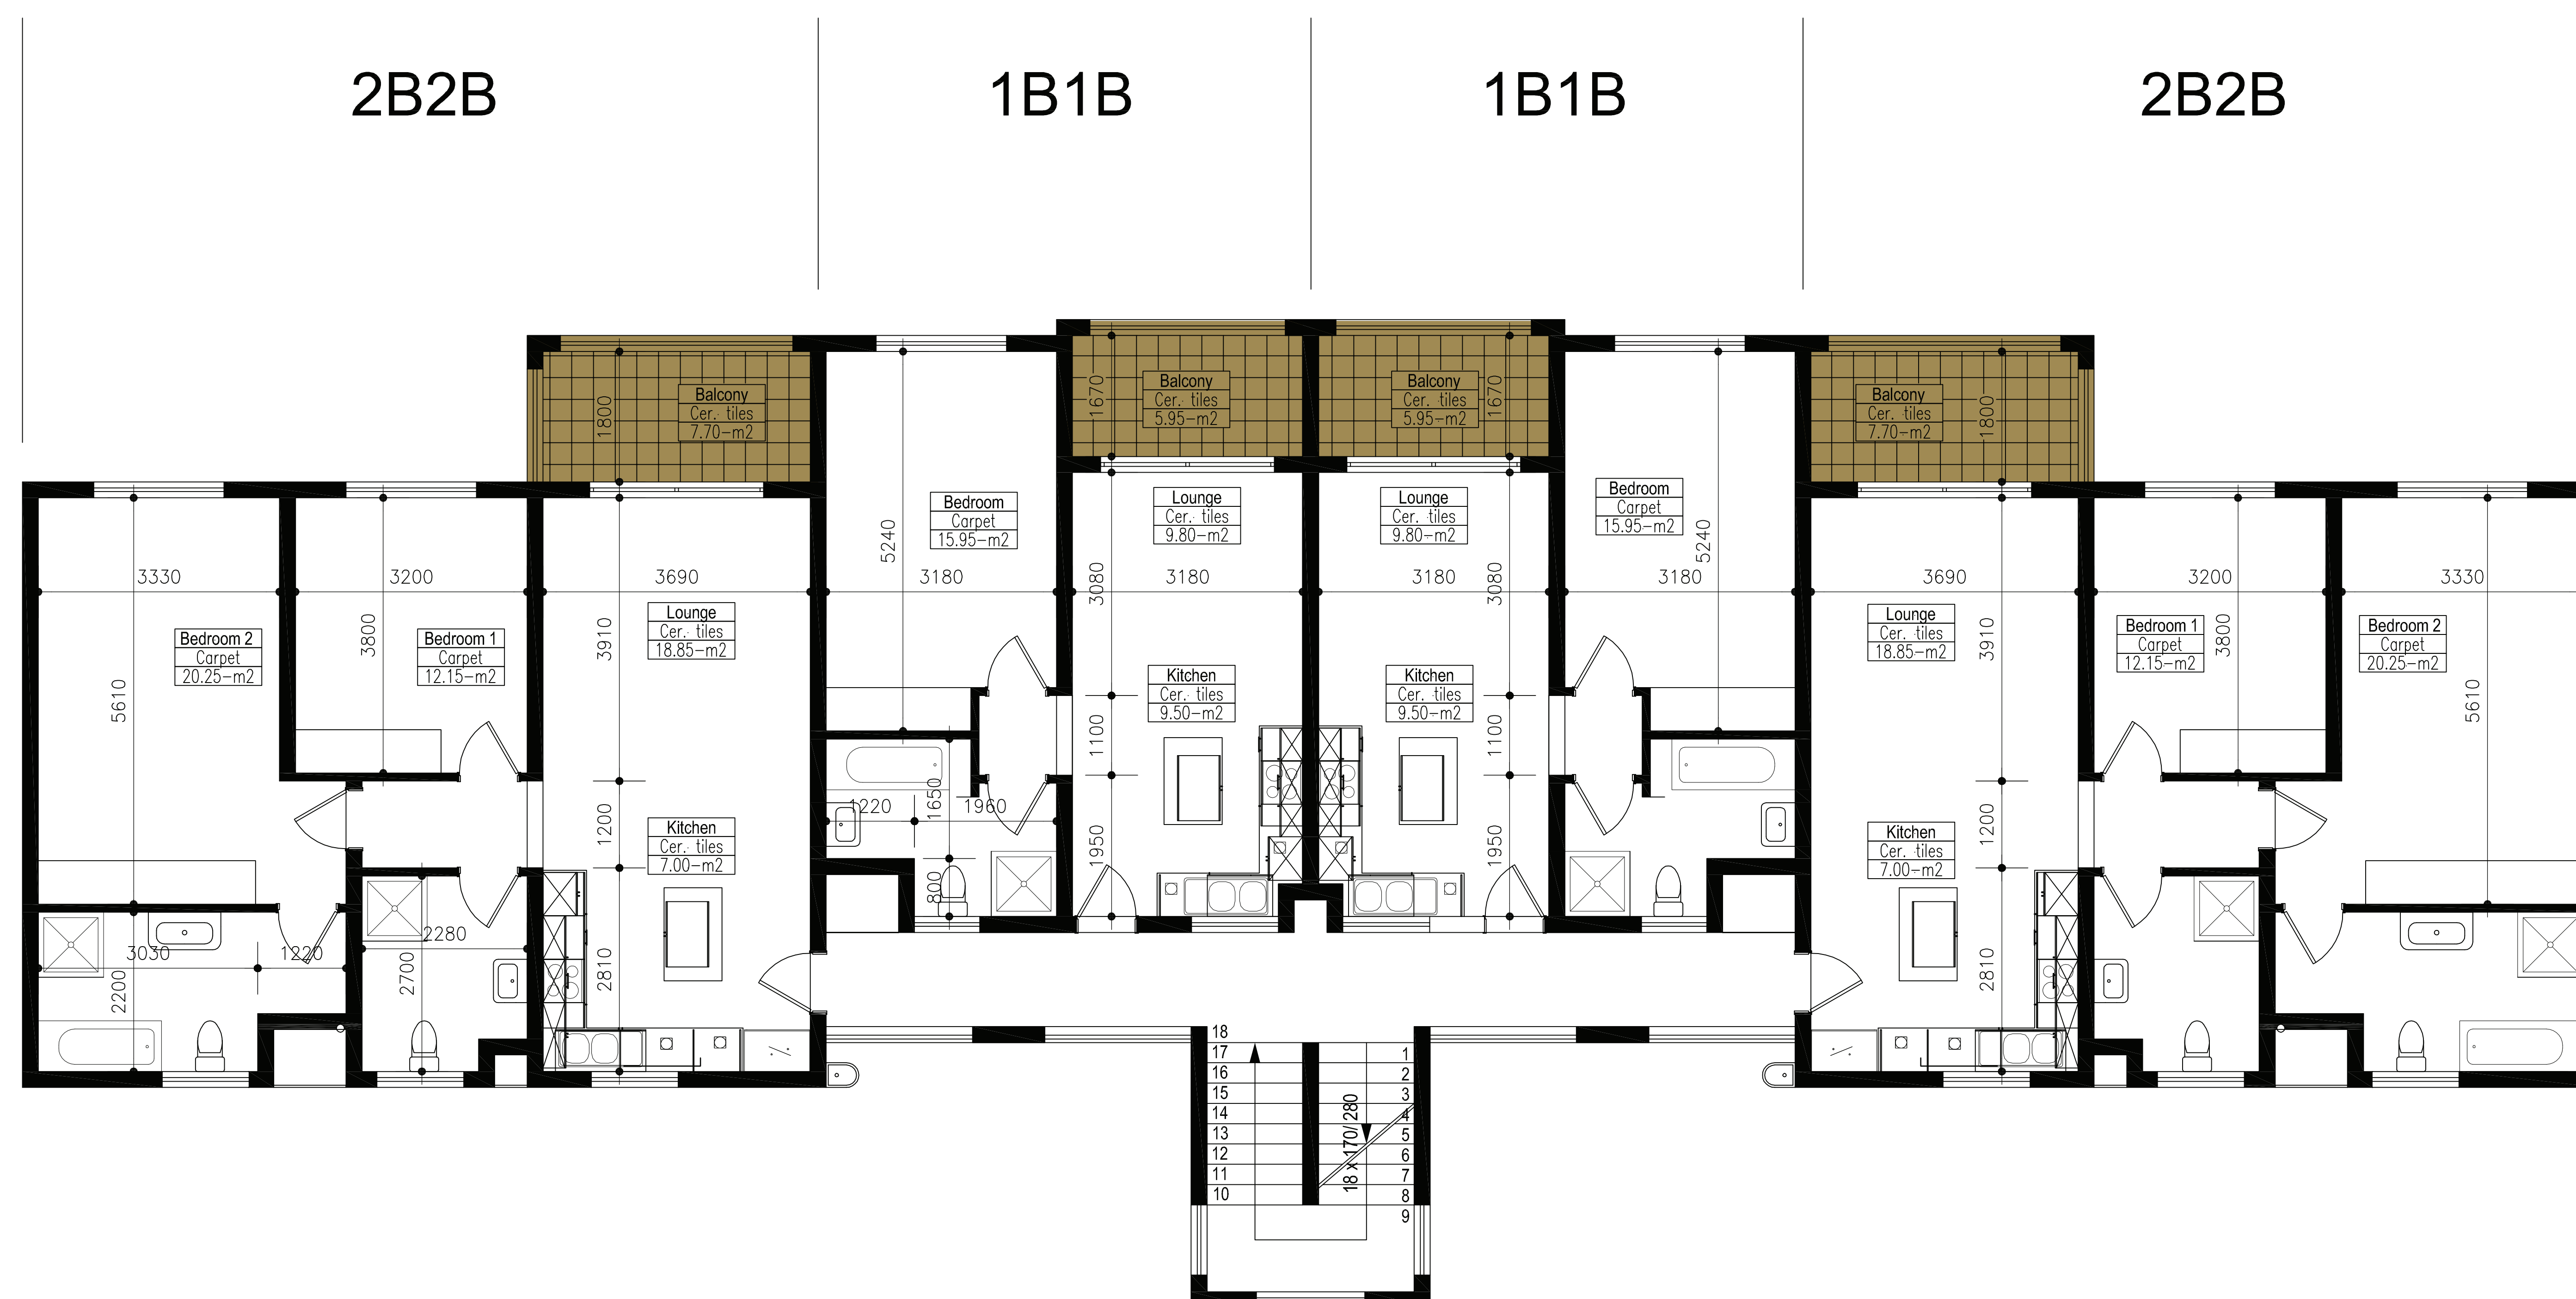 2B2B
1B1B
1B1B
2B2B
Balcony
Cer. tiles
7.70-m2
1800
Balcony
Cer. tiles
5.95-m2
1670
Balcony
Cer. tiles
5.95-m2
1670
Balcony
Cer. tiles
7.70-m2
1800
Bedroom 2
Carpet
20.25-m2
3330
5610
Bedroom 1
Carpet
12.15-m2
3200
3800
Lounge
Cer. tiles
18.85-m2
3690
3910
1200
2810
Kitchen
Cer. tiles
7.00-m2
3030
1220
2200
2280
2700
Bedroom
Carpet
15.95-m2
5240
3180
1220
1650
1960
800
Lounge
Cer. tiles
9.80-m2
3180
3080
1100
1950
Kitchen
Cer. tiles
9.50-m2
Lounge
Cer. tiles
9.80-m2
3180
3080
1100
1950
Kitchen
Cer. tiles
9.50-m2
Bedroom
Carpet
15.95-m2
5240
3180
Lounge
Cer. tiles
18.85-m2
3690
3910
1200
2810
Kitchen
Cer. tiles
7.00-m2
Bedroom 1
Carpet
12.15-m2
3200
3800
Bedroom 2
Carpet
20.25-m2
3330
5610
18
17
16
15
14
13
12
11
10
1
2
3
4
5
6
7
8
9
18 x 170/ 280